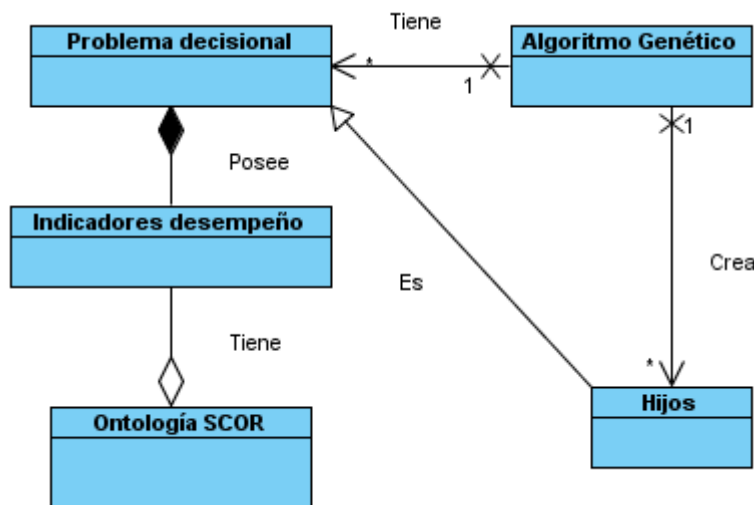 Tiene
Problema decisional
Algoritmo Genético
*
1
1
Posee
Indicadores desempeño
Es
Crea
Tiene
*
Hijos
Ontología SCOR